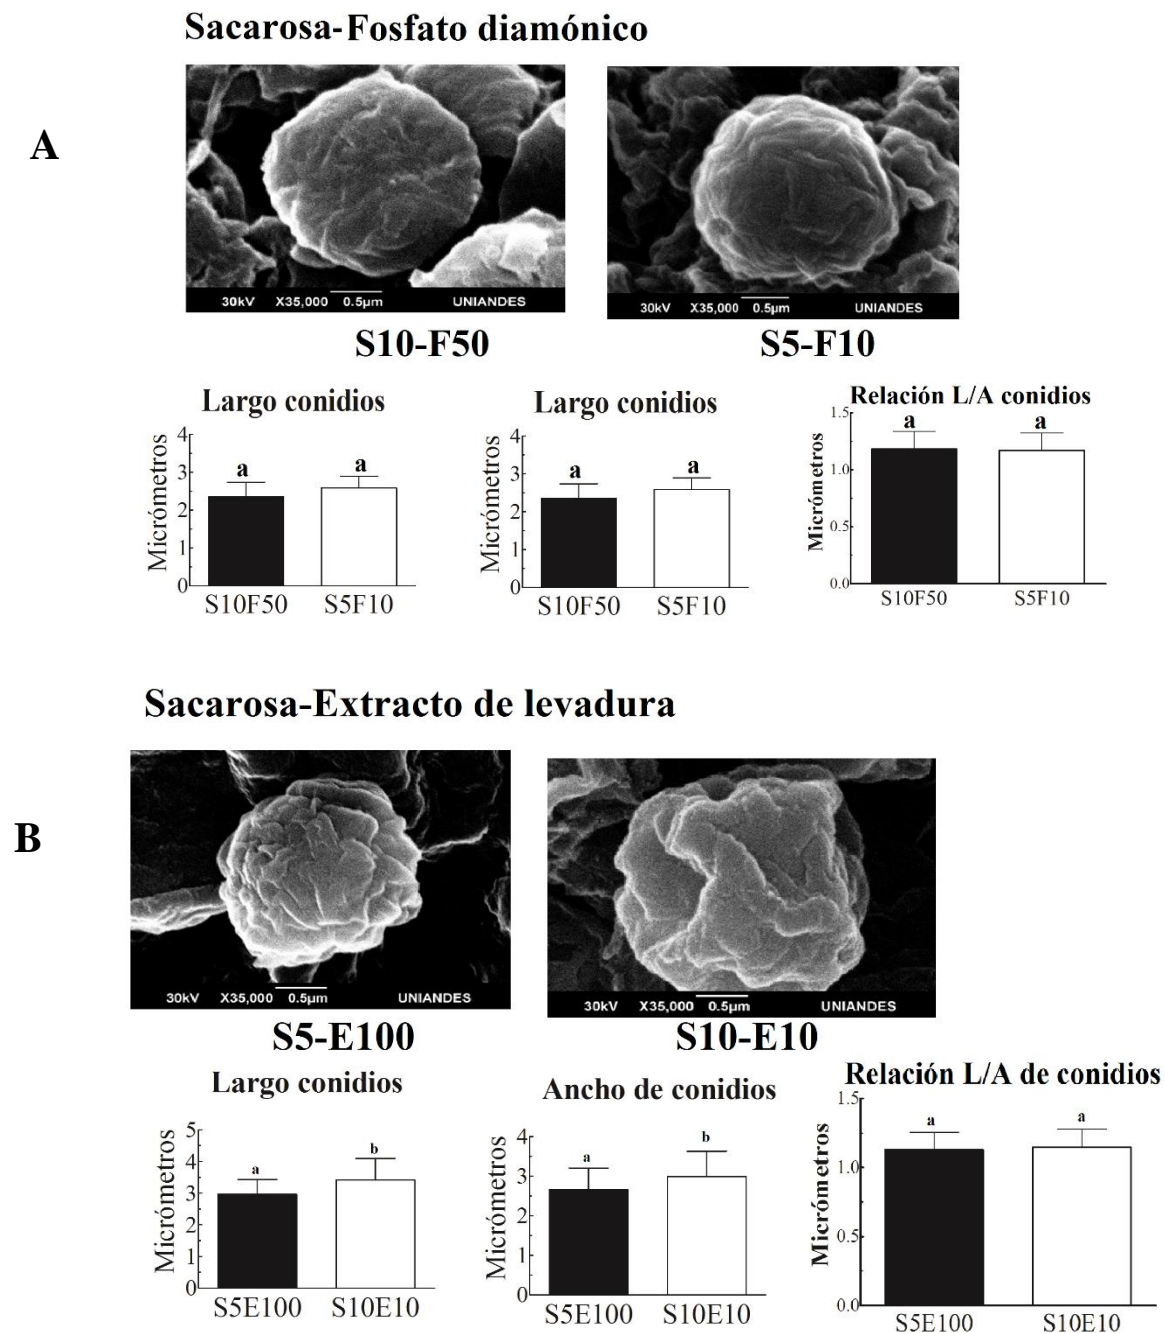 Sacarosa-Fosfato diamónico
A
30kV X35,000 0.5µm UNIANDES
30kV X35,000 0.5µm UNIANDES
S10-F50
S5-F10
Largo conidios
Micrómetros
4
3
2
1
0
a
a
S10F50
S5F10
Largo conidios
Micrómetros
4
3
2
1
0
a
a
S10F50
S5F10
Relación L/A conidios
Micrómetros
1.5
1.0
0.5
0.0
a
a
S10F50
S5F10
Sacarosa-Extracto de levadura
B
30kV X35,000 0.5µm UNIANDES
30kV X35,000 0.5µm UNIANDES
S5-E100
S10-E10
Largo conidios
Micrómetros
5
4
3
2
1
0
a
b
S5E100
S10E10
Ancho de conidios
Micrómetros
4
3
2
1
0
a
b
S5E100
S10E10
Relación L/A de conidios
Micrómetros
1.5
1.0
0.5
0.0
a
a
S5E100
S10E10